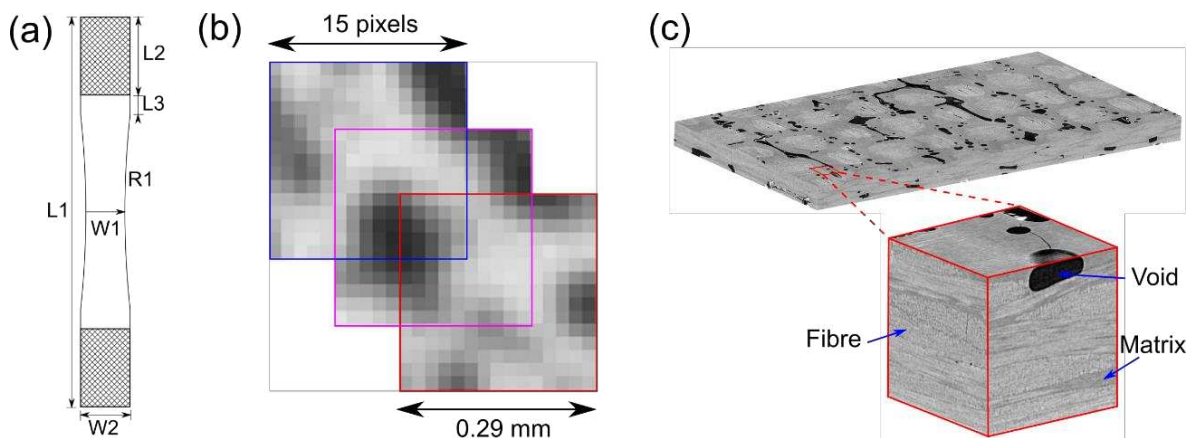 (a)
L2
L3
R1
L1
W1
W2
(b)
15 pixels
0.29 mm
(c)
Void
Fibre
Matrix